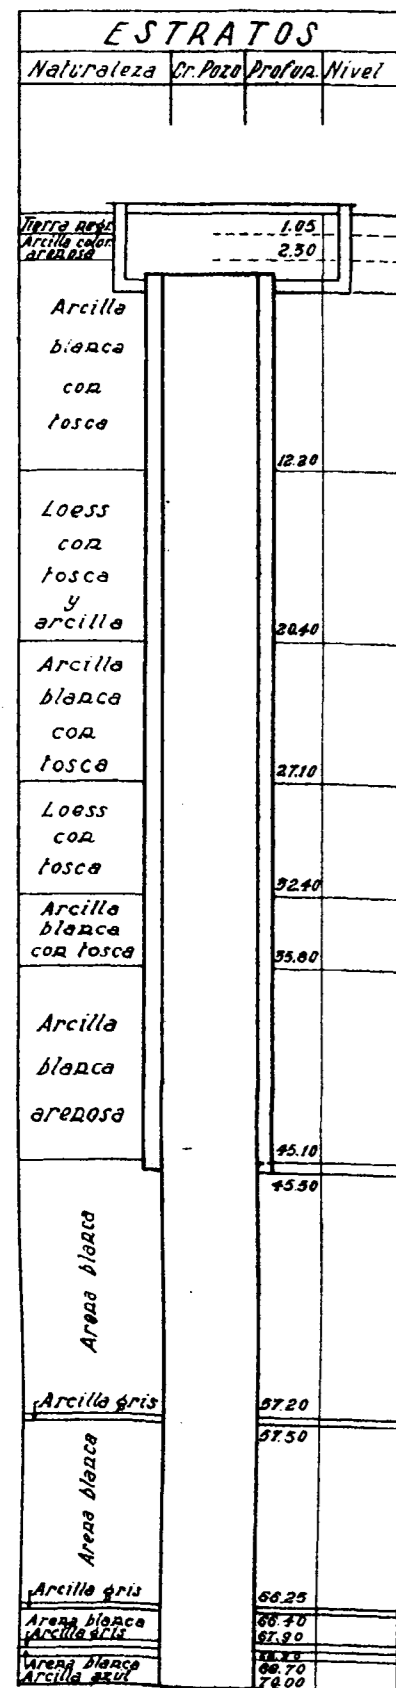 ESTRATOS
Naturaleza Cr. Pozo Profun. Nivel
Tierra negr. 1.05
Arcilla color.
arenosa 2.30
Arcilla
blanca
con
tosca
12.20
Loess
con
tosca
y
arcilla 20.40
Arcilla
blanca
con
tosca 27.10
Loess
con
tosca
32.40
Arcilla
blanca
con tosca 35.80
Arcilla
blanca
arenosa
45.10
45.50
Arena blanca
Arcilla gris 57.20
57.50
Arena blanca
Arcilla gris 66.25
Arena blanca 66.40
Arcilla gris 67.90
Arena blanca 68.70
Arcilla azul 70.00